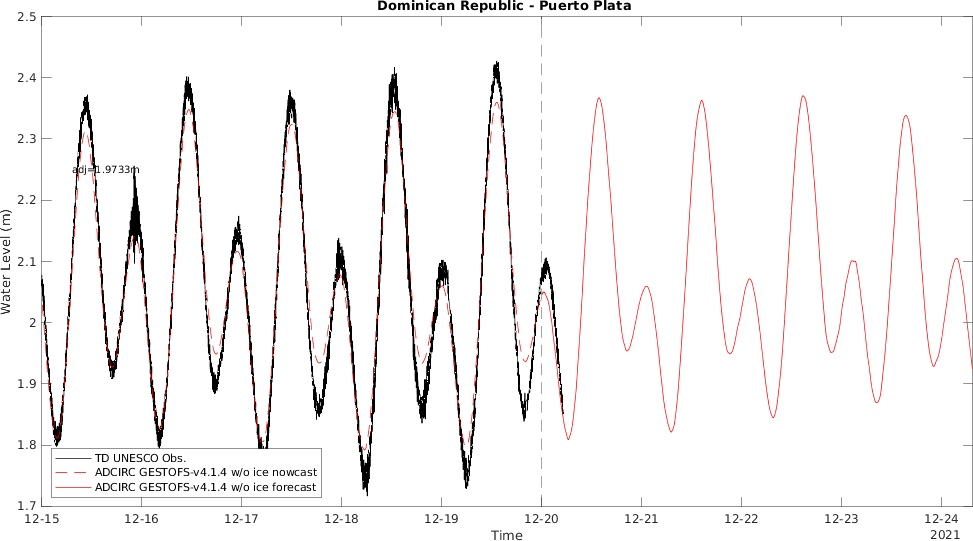 Dominican Republic - Puerto Plata
2.5
2.4
2.3
2.2
2.1
2
1.9
1.8
1.7
Water Level (m)
adj=1.9733m
TD UNESCO Obs.
ADCIRC GESTOFS-v4.1.4 w/o ice nowcast
ADCIRC GESTOFS-v4.1.4 w/o ice forecast
12-15 12-16 12-17 12-18 12-19 12-20 12-21 12-22 12-23 12-24
Time
2021